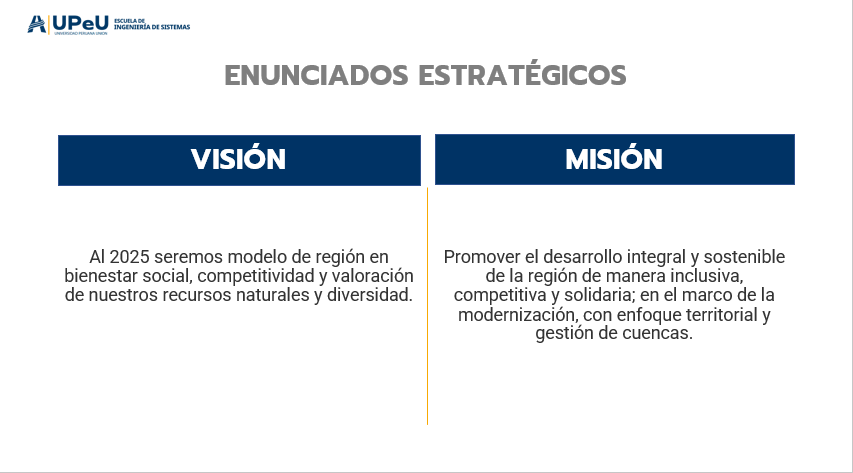 UPeU
UNIVERSIDAD PERUANA UNIÓN
ESCUELA DE
INGENIERÍA DE SISTEMAS
ENUNCIADOS ESTRATÉGICOS
VISIÓN
Al 2025 seremos modelo de región en
bienestar social, competitividad y valoración
de nuestros recursos naturales y diversidad.
MISIÓN
Promover el desarrollo integral y sostenible
de la región de manera inclusiva,
competitiva y solidaria; en el marco de la
modernización, con enfoque territorial y
gestión de cuencas.